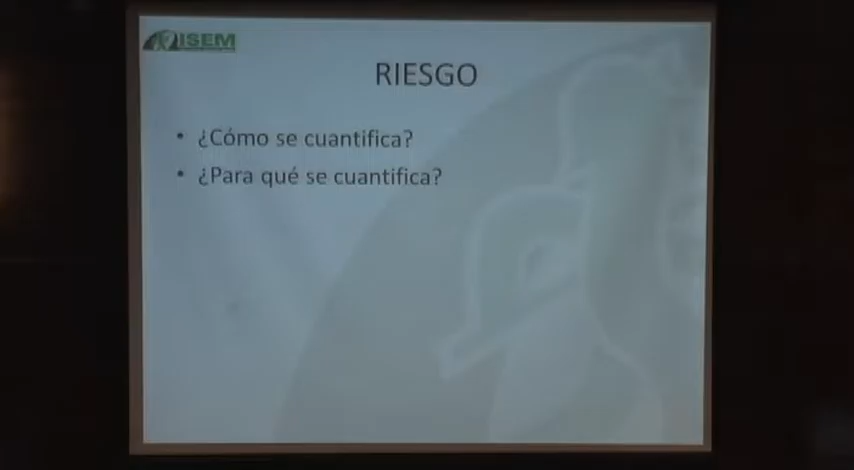 ISEM
RIESGO
• ¿Cómo se cuantifica?
• ¿Para qué se cuantifica?